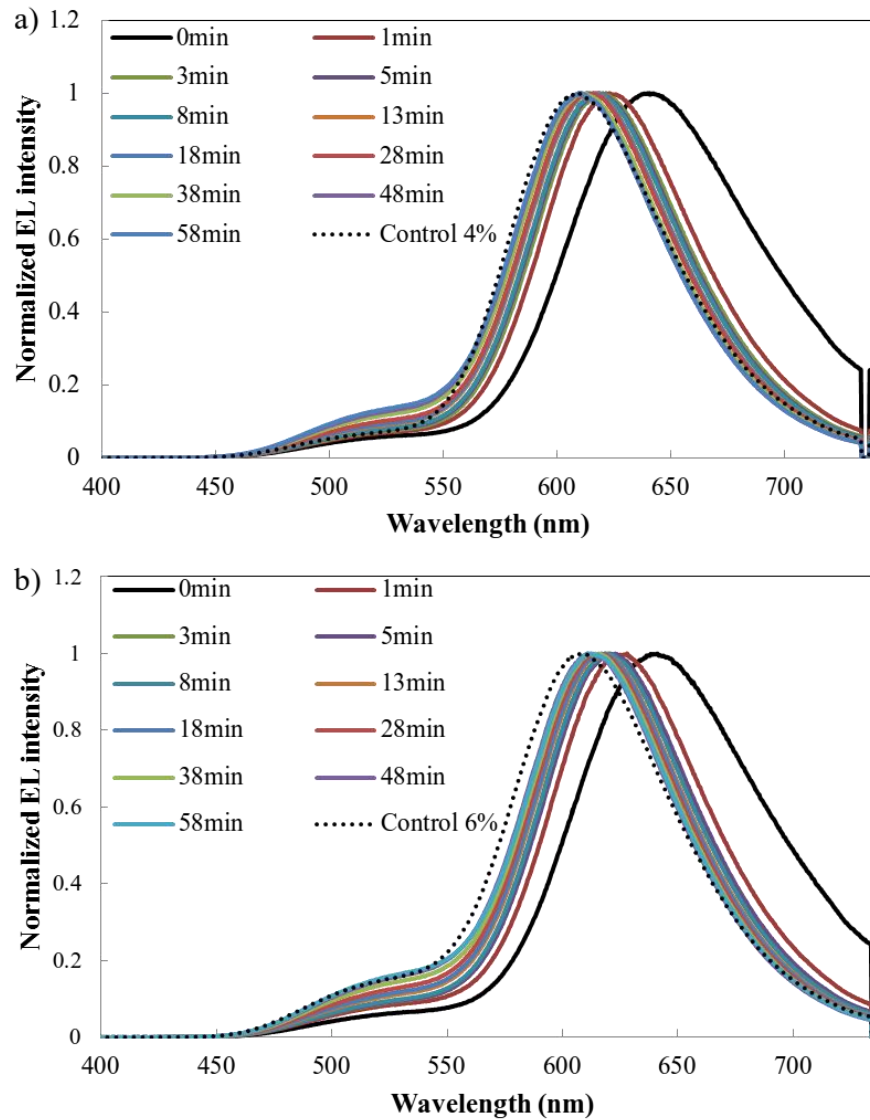 a)
Normalized EL intensity
1.2
1
0.8
0.6
0.4
0.2
0
0min 1min
3min 5min
8min 13min
18min 28min
38min 48min
58min Control 4%
400 450 500 550 600 650 700
Wavelength (nm)
b)
Normalized EL intensity
1.2
1
0.8
0.6
0.4
0.2
0
0min 1min
3min 5min
8min 13min
18min 28min
38min 48min
58min Control 6%
400 450 500 550 600 650 700
Wavelength (nm)